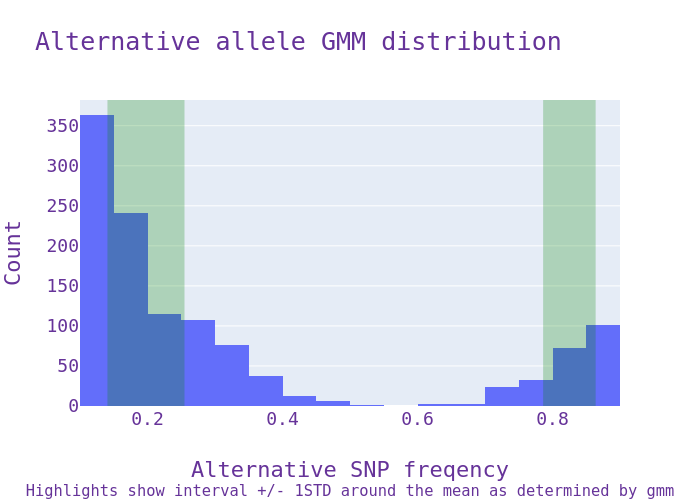 Alternative allele GMM distribution
350
300
250
200
150
100
50
0
Count
0.2 0.4 0.6 0.8
Alternative SNP freqency
Highlights show interval +/- 1STD around the mean as determined by gmm